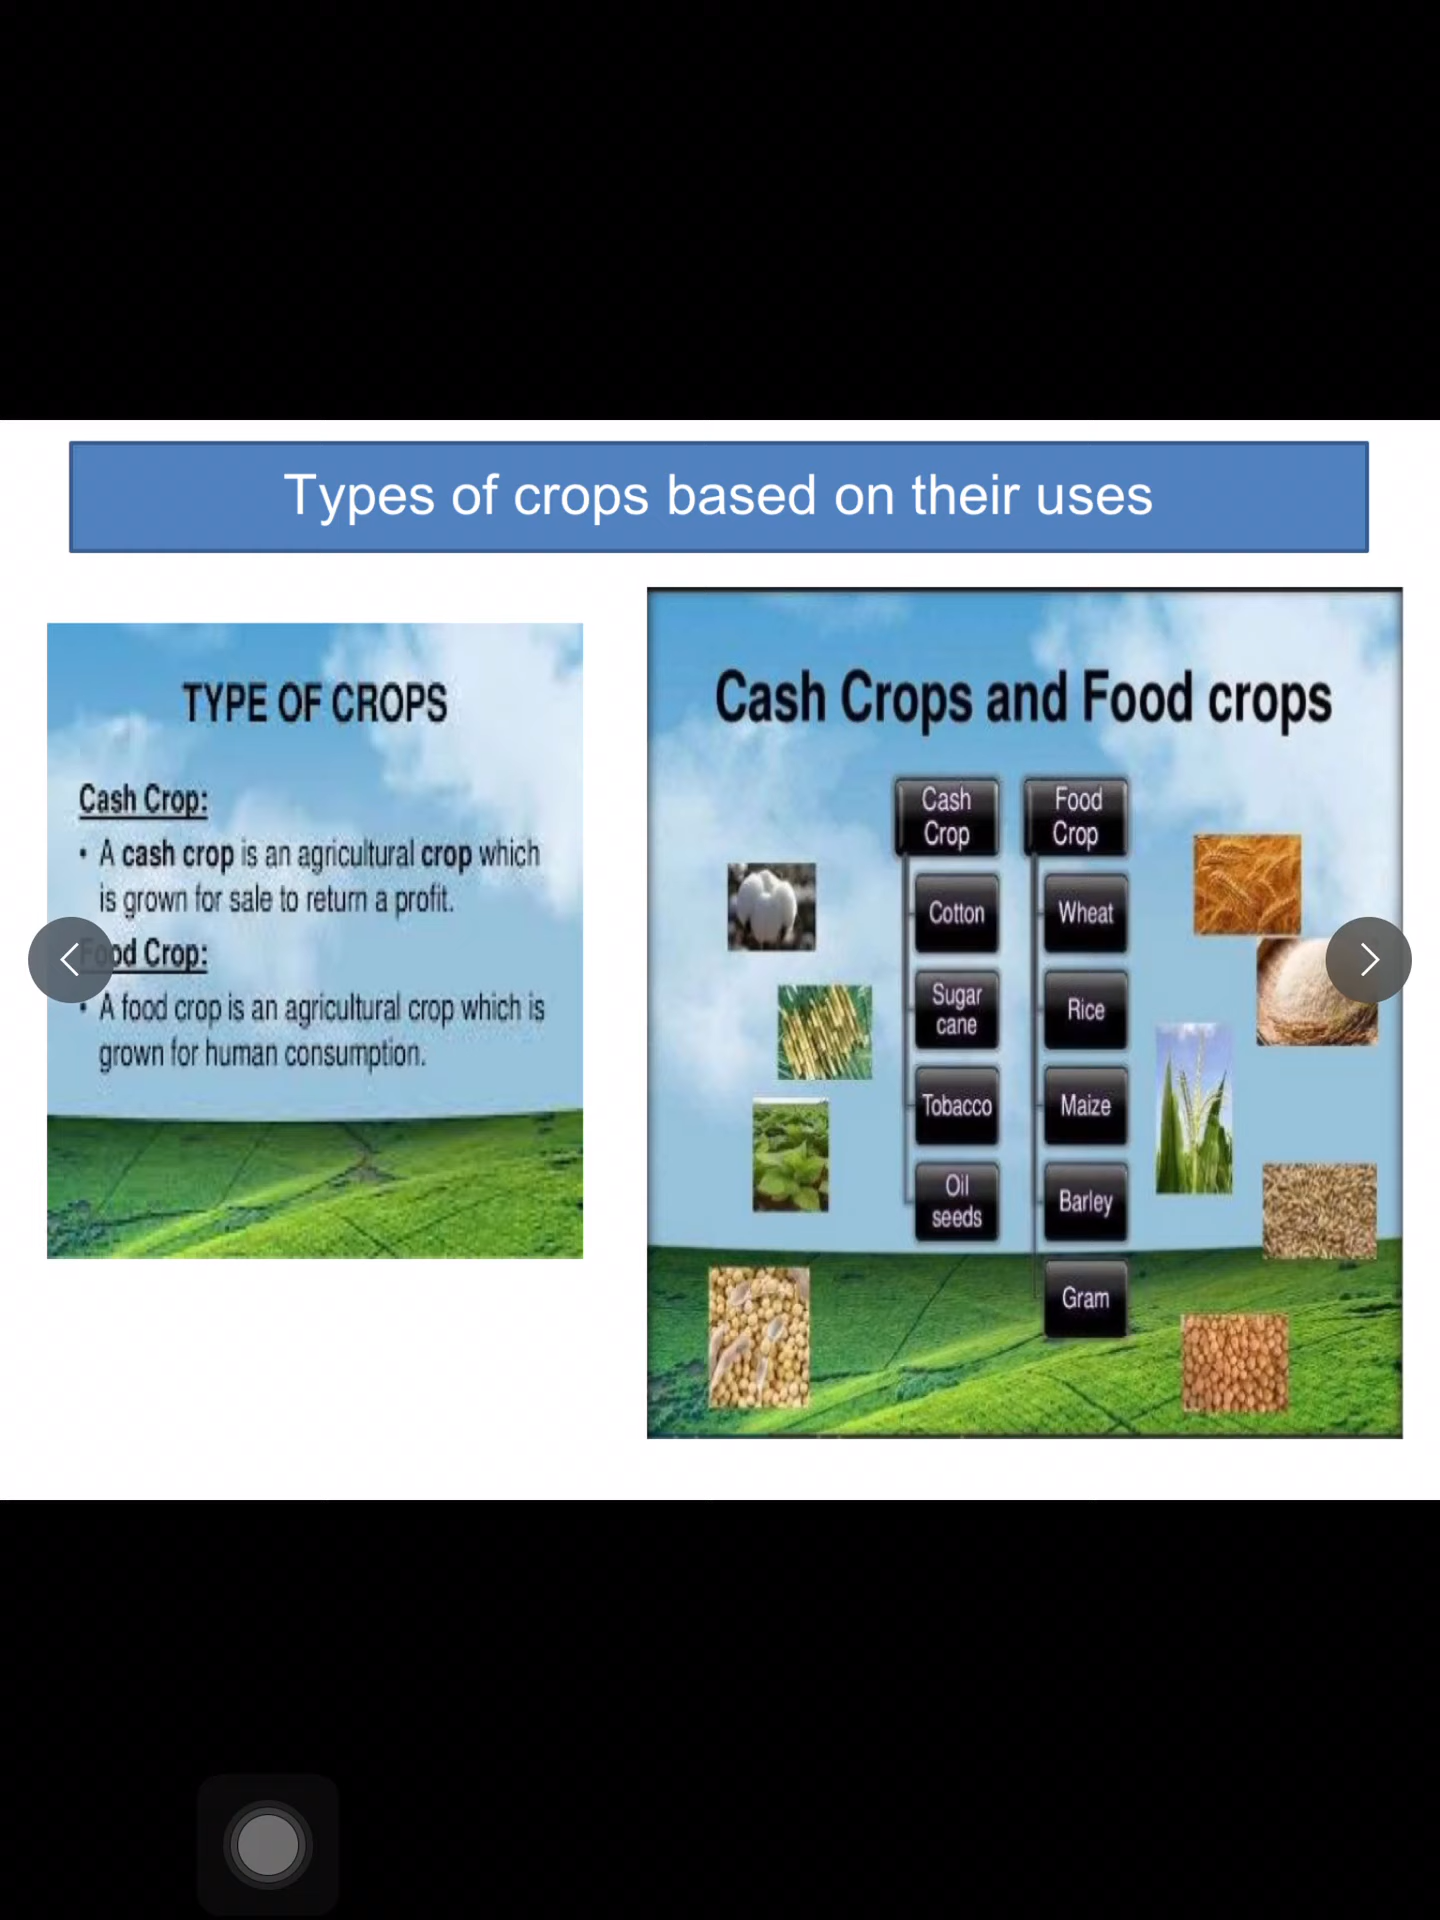 Types of crops based on their uses
TYPE OF CROPS
Cash Crop:
• A cash crop is an agricultural crop which
is grown for sale to return a profit.
Food Crop:
• A food crop is an agricultural crop which is
grown for human consumption.
Cash Crops and Food crops
Cash
Crop
Cotton
Sugar
cane
Tobacco
Oil
seeds
Food
Crop
Wheat
Rice
Maize
Barley
Gram